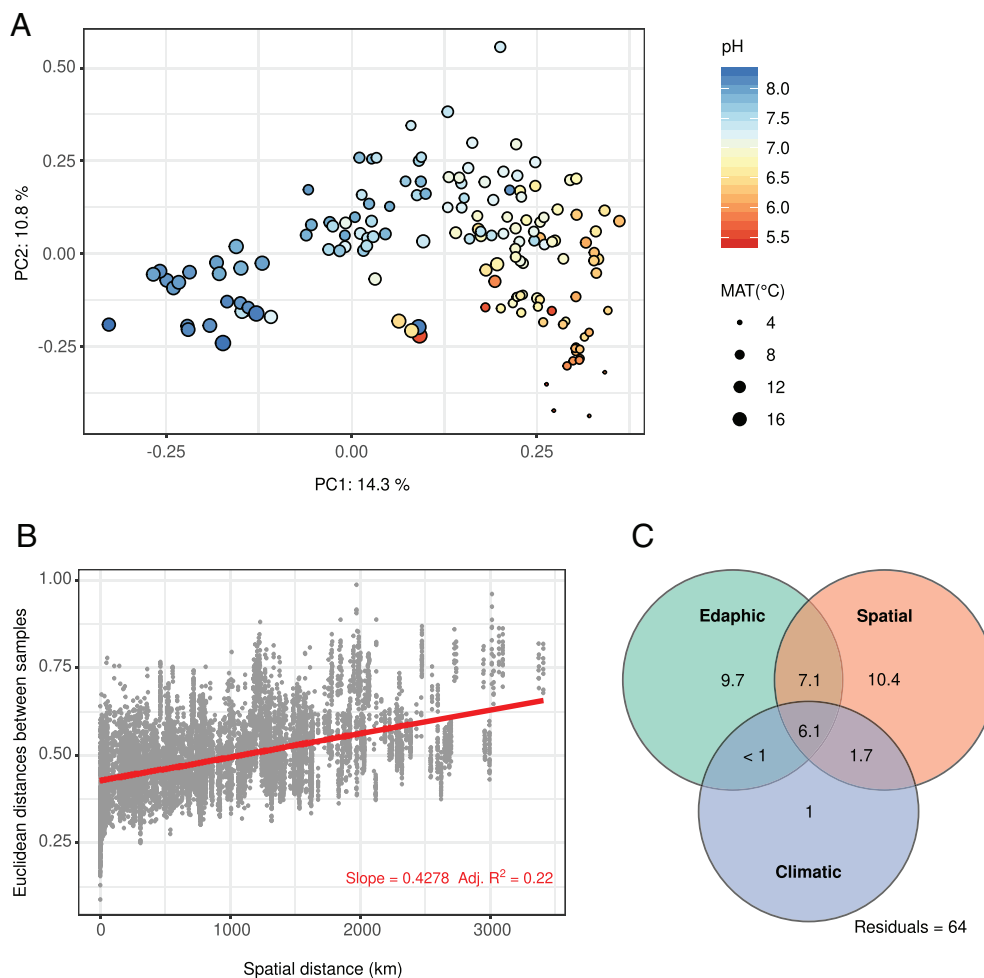 A
PC2: 10.8 %
0.50
0.25
0.00
-0.25
-0.25
0.00
0.25
PC1: 14.3 %
pH
8.0
7.5
7.0
6.5
6.0
5.5
MAT(°C)
4
8
12
16
B
Euclidean distances between samples
1.00
0.75
0.50
0.25
Slope = 0.4278 Adj. R² = 0.22
0
1000
2000
3000
Spatial distance (km)
C
Edaphic
Spatial
9.7
7.1
10.4
6.1
< 1
1.7
1
Climatic
Residuals = 64